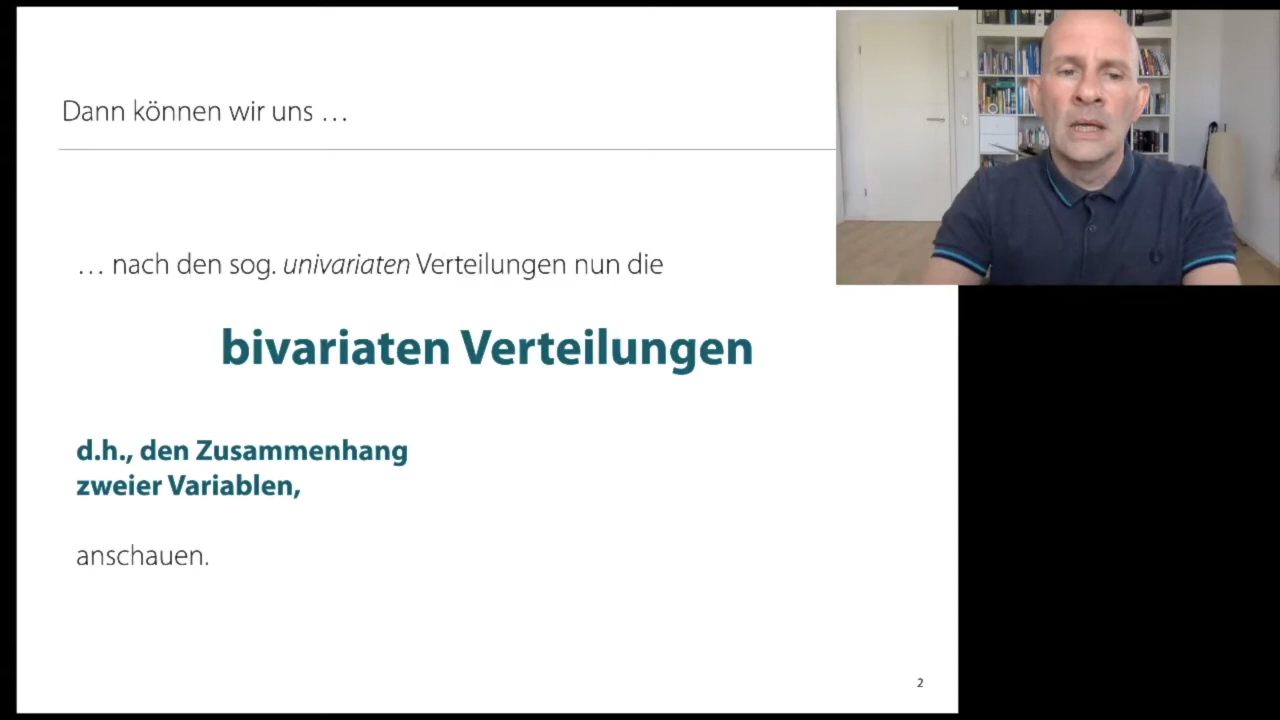 Dann können wir uns …
… nach den sog. univariaten Verteilungen nun die
bivariaten Verteilungen
d.h., den Zusammenhang
zweier Variablen,
anschauen.
2